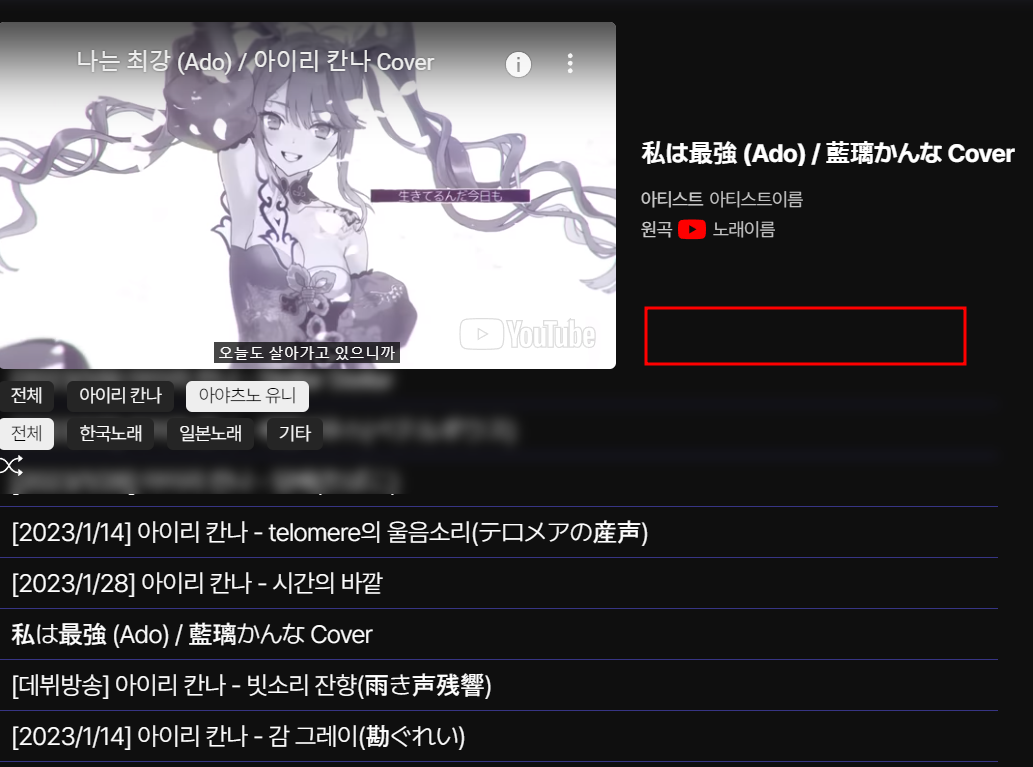 나는 최강 (Ado) / 아이리 칸나 Cover
生きてるんだ今日も
YouTube
오늘도 살아가고 있으니까
私は最強 (Ado) / 藍璃かんな Cover
아티스트 아티스트이름
원곡 노래이름
전체 아이리 칸나 아야츠노 유니
전체 한국노래 일본노래 기타
[2023/1/14] 아이리 칸나 - telomere의 울음소리(テロメアの産声)
[2023/1/28] 아이리 칸나 - 시간의 바깥
私は最強 (Ado) / 藍璃かんな Cover
[데뷔방송] 아이리 칸나 - 빗소리 잔향(雨き声残響)
[2023/1/14] 아이리 칸나 - 감 그레이(勘ぐれい)